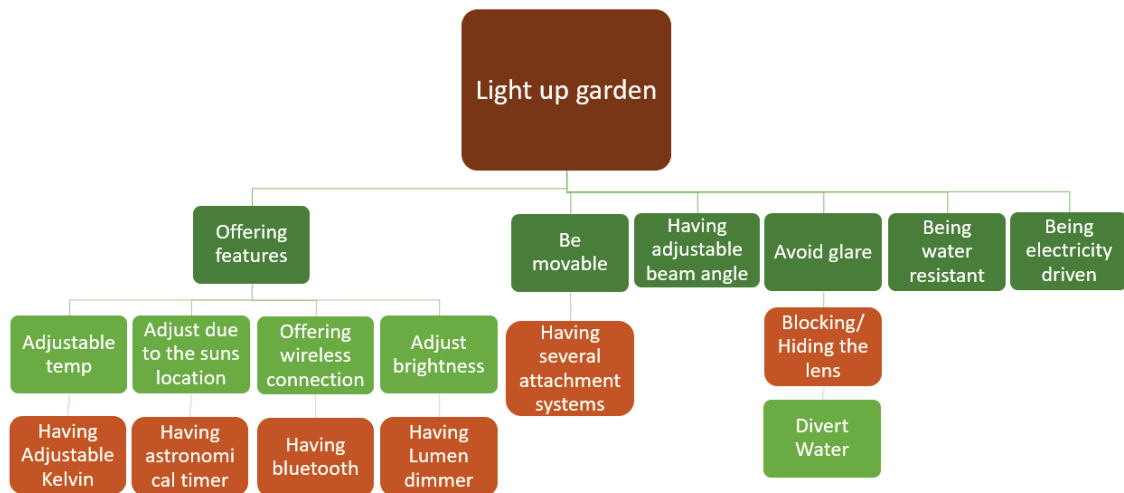 Light up garden
Offering
features
Be
movable
Having
adjustable
beam angle
Avoid glare
Being
water
resistant
Being
electricity
driven
Adjustable
temp
Adjust due
to the suns
location
Offering
wireless
connection
Adjust
brightness
Having
several
attachment
systems
Blocking/
Hiding the
lens
Having
Adjustable
Kelvin
Having
astronomi
cal timer
Having
bluetooth
Having
Lumen
dimmer
Divert
Water